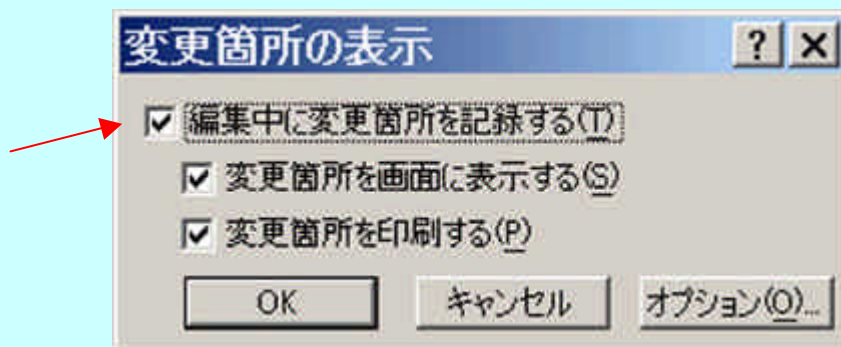 変更箇所の表示
編集中に変更箇所を記録する(T)
変更箇所を画面に表示する(S)
変更箇所を印刷する(P)
OK キャンセル オプション(O)...